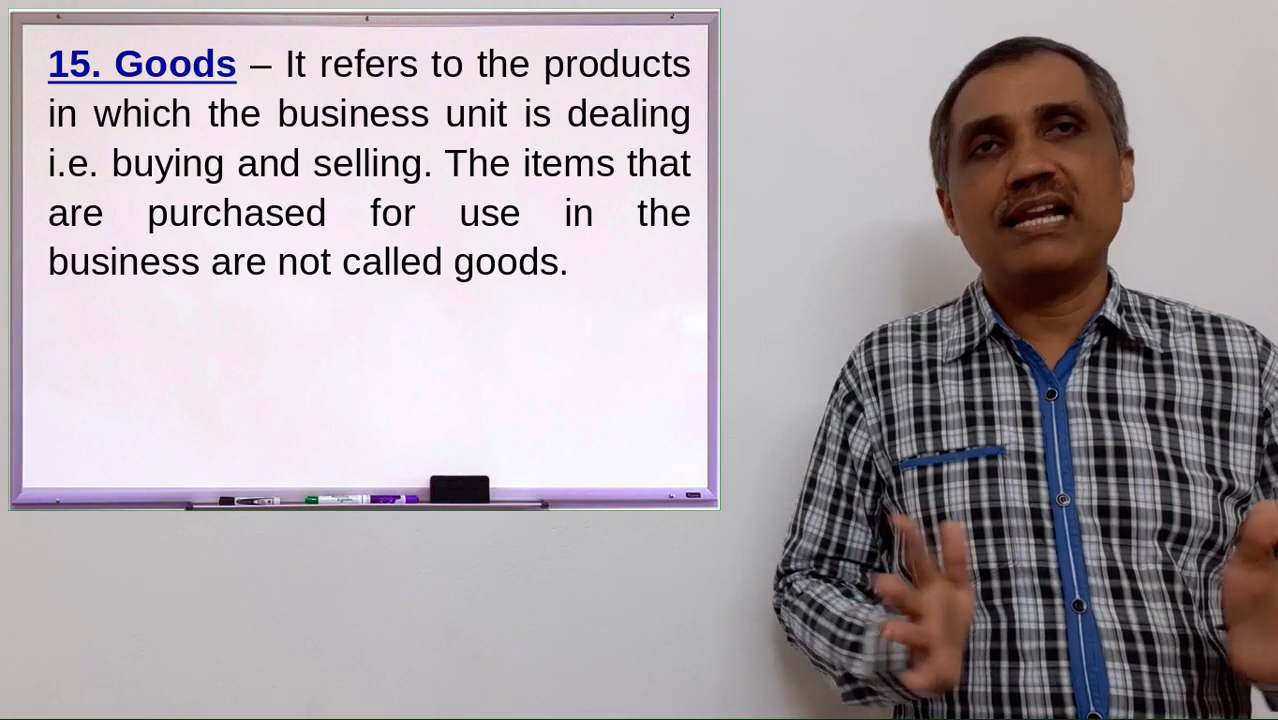 15. Goods – It refers to the products
in which the business unit is dealing
i.e. buying and selling. The items that
are purchased for use in the
business are not called goods.